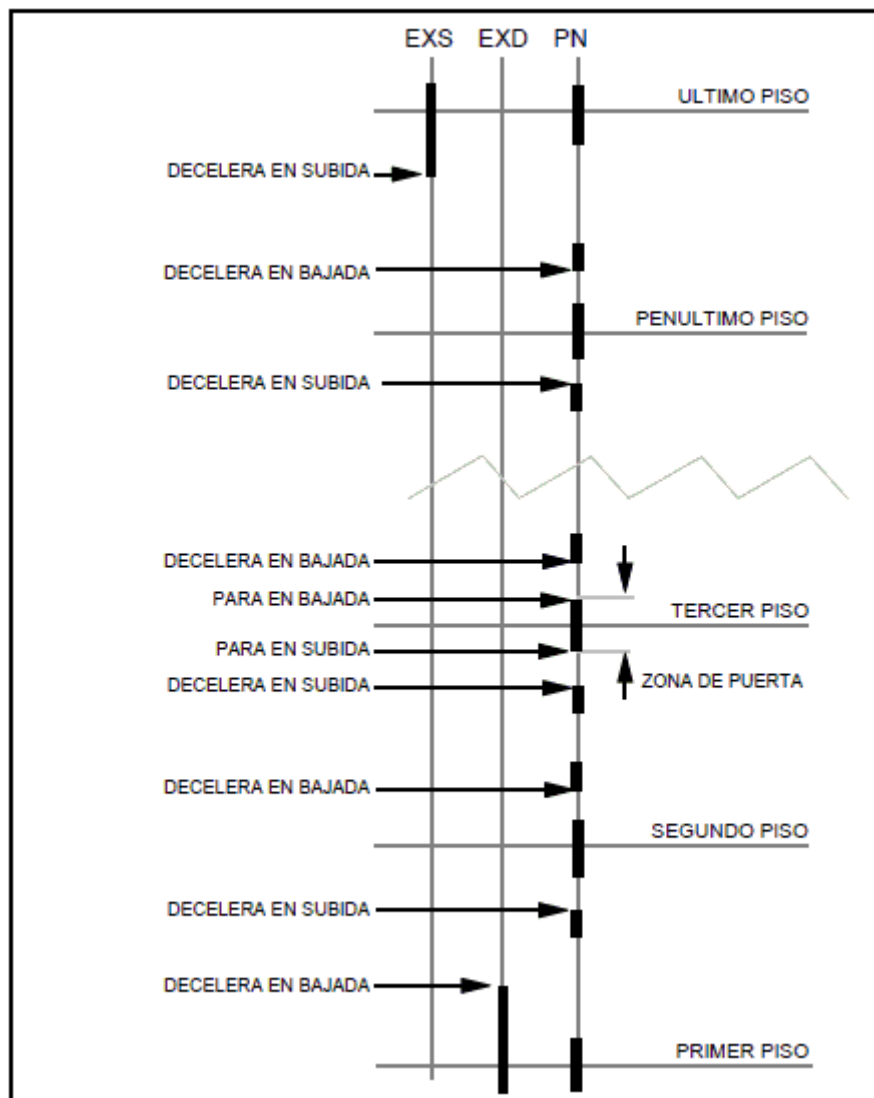 EXS EXD PN
ULTIMO PISO
DECELERA EN SUBIDA
DECELERA EN BAJADA
PENULTIMO PISO
DECELERA EN SUBIDA
DECELERA EN BAJADA
PARA EN BAJADA
TERCER PISO
PARA EN SUBIDA
DECELERA EN SUBIDA
ZONA DE PUERTA
DECELERA EN BAJADA
SEGUNDO PISO
DECELERA EN SUBIDA
DECELERA EN BAJADA
PRIMER PISO